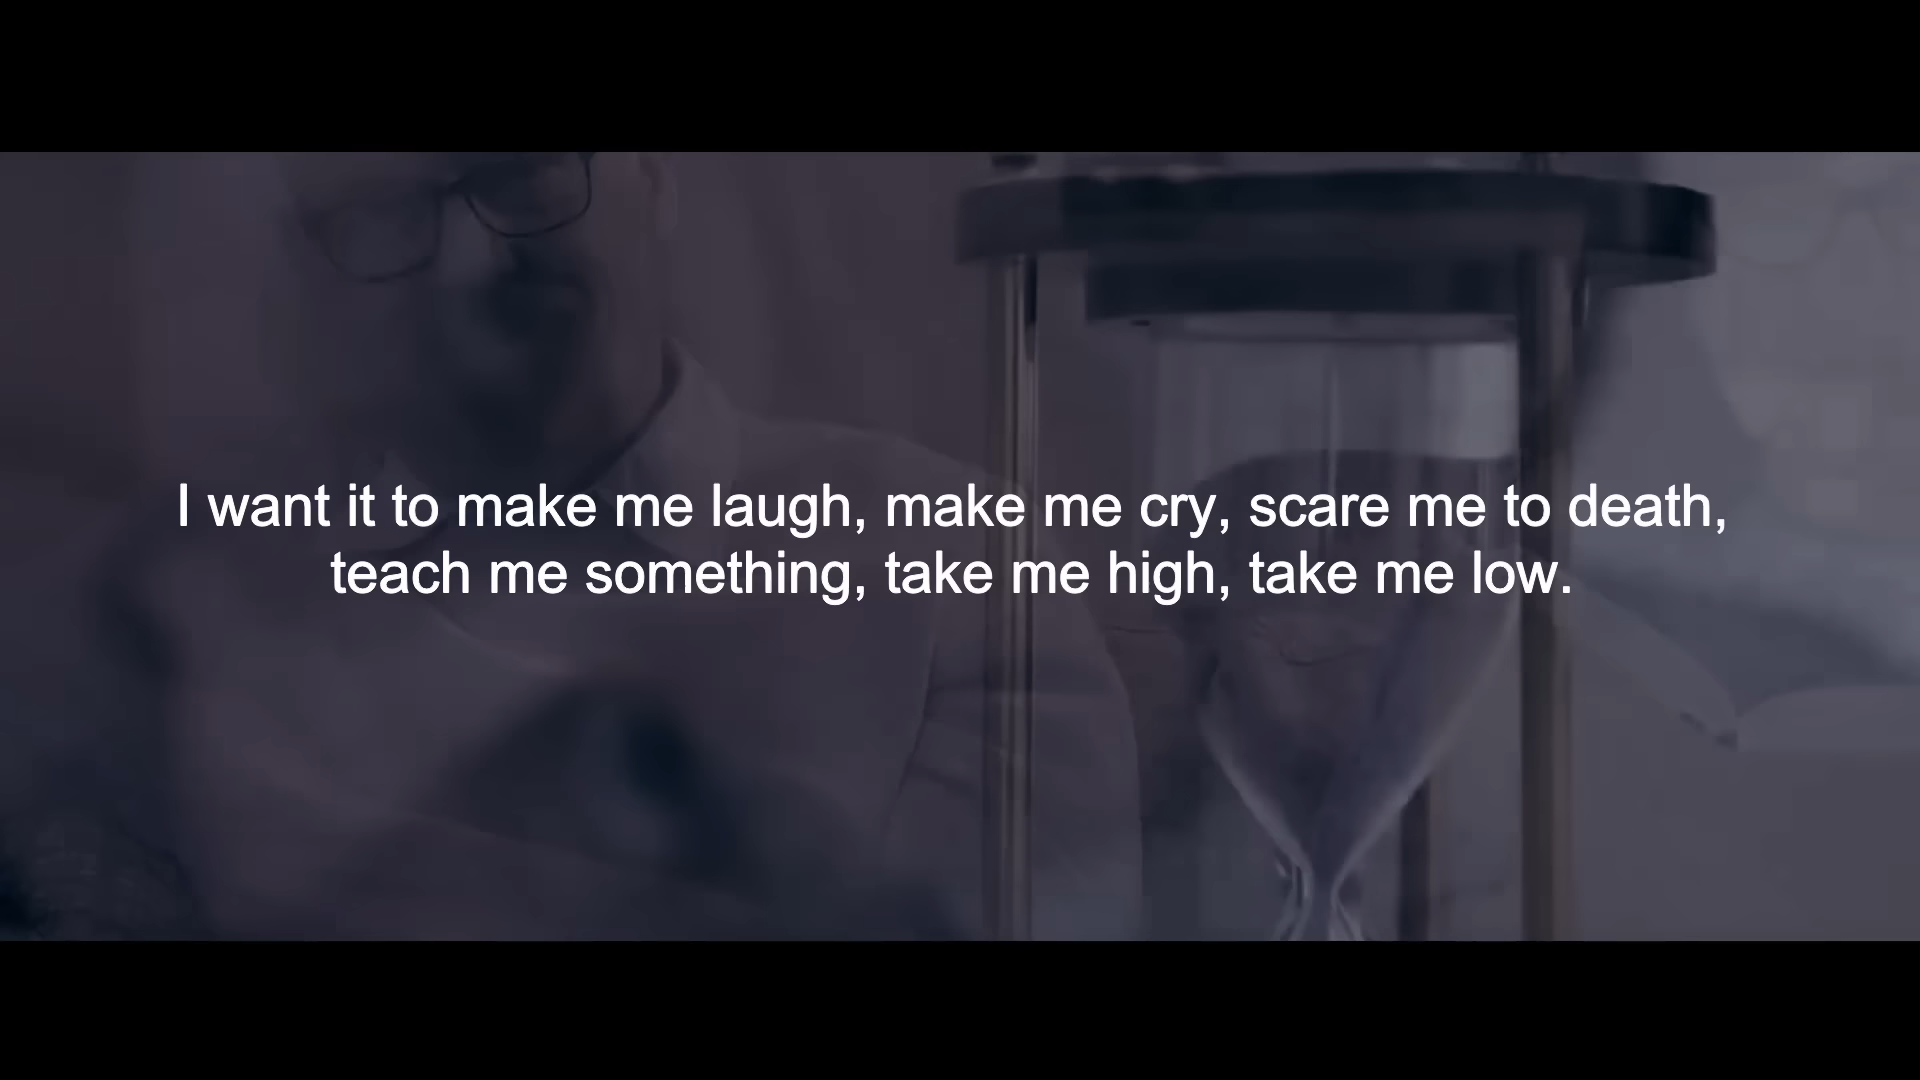 I want it to make me laugh, make me cry, scare me to death,
teach me something, take me high, take me low.